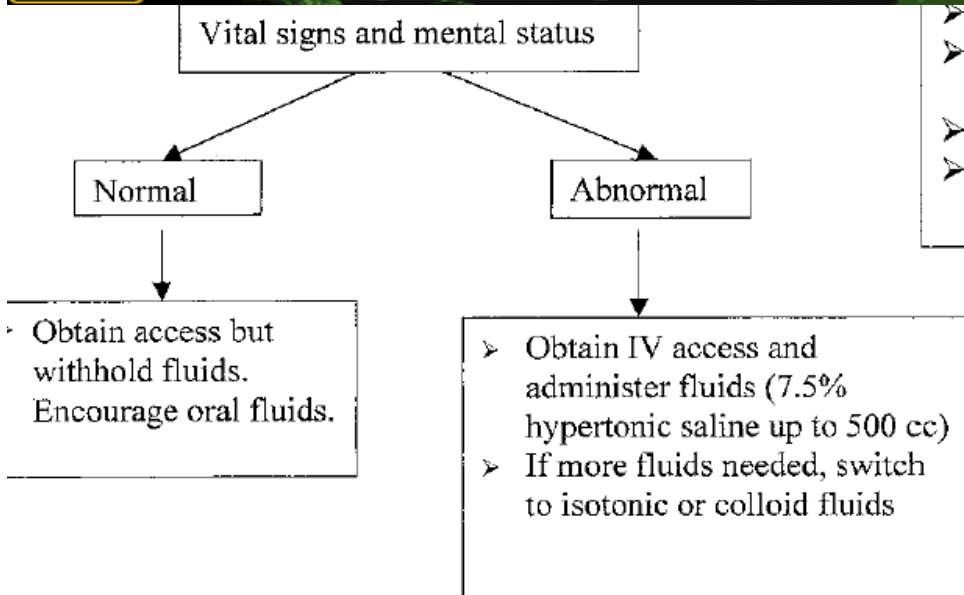 Vital signs and mental status
Normal
Abnormal
Obtain access but
withhold fluids.
Encourage oral fluids.
➢ Obtain IV access and
administer fluids (7.5%
hypertonic saline up to 500 cc)
➢ If more fluids needed, switch
to isotonic or colloid fluids